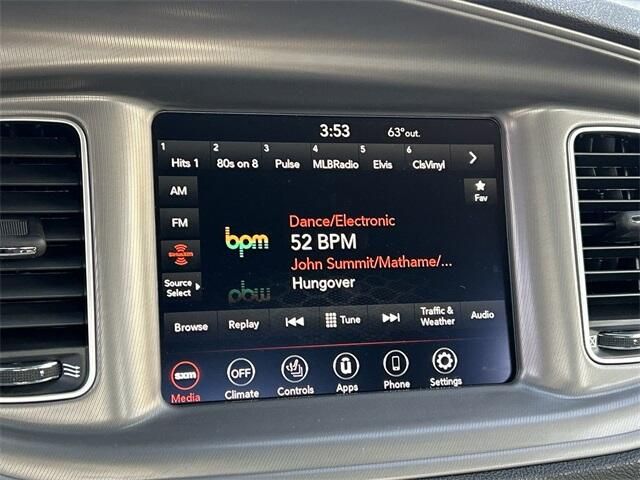 3:53 63° out.
1 Hits 1 2 80s on 8 3 Pulse 4 MLBRadio 5 Elvis 6 ClsVinyl
AM
Fav
FM
Dance/Electronic
bpm
52 BPM
SiriusXM
John Summit/Mathame/...
Source Select
Hungover
Browse Replay Tune Traffic & Weather Audio
sxm OFF
Media Climate Controls Apps Phone Settings